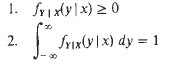 1. f_{Y|X}(y|x) ≥ 0
2. ∫_{-∞}^{∞} f_{Y|X}(y|x) dy = 1